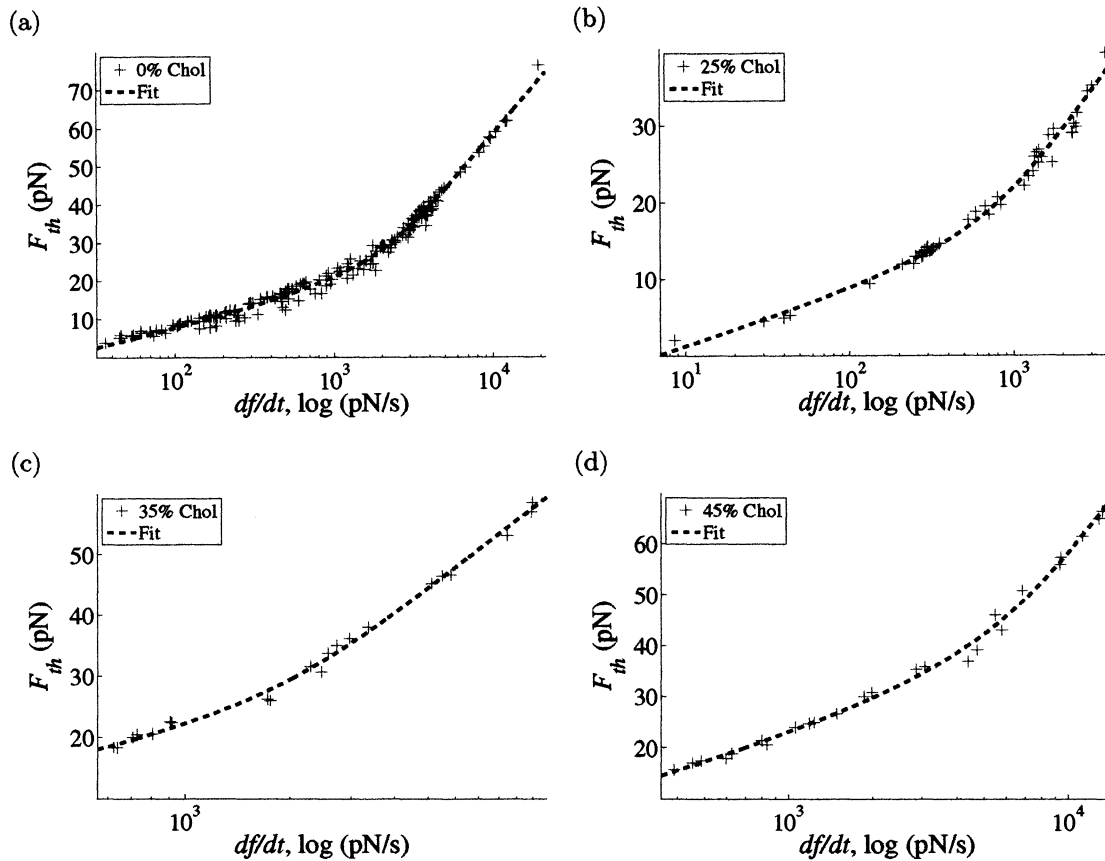 (a)
+ 0% Chol
Fit
70
60
50
40
30
20
10
F_th (pN)
10^2
10^3
10^4
df/dt, log (pN/s)
(b)
+ 25% Chol
Fit
30
20
10
0
F_th (pN)
10^1
10^2
10^3
df/dt, log (pN/s)
(c)
+ 35% Chol
Fit
50
40
30
20
F_th (pN)
10^3
df/dt, log (pN/s)
(d)
+ 45% Chol
Fit
60
50
40
30
20
F_th (pN)
10^3
10^4
df/dt, log (pN/s)